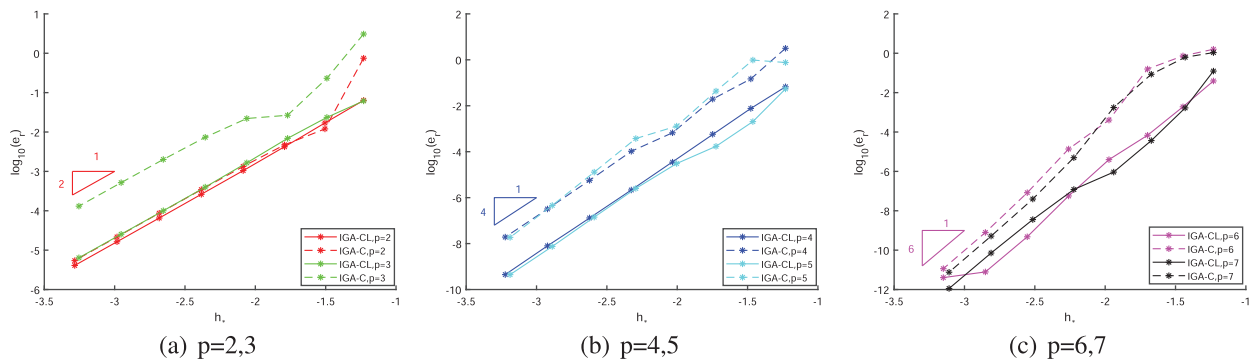 1
0
-1
-2
-3
-4
-5
-6
log10(er)
1
2
IGA-CL,p=2
IGA-C,p=2
IGA-CL,p=3
IGA-C,p=3
-3.5 -3 -2.5 -2 -1.5 -1
h*
(a) p=2,3
2
0
-2
-4
-6
-8
-10
log10(er)
1
4
IGA-CL,p=4
IGA-C,p=4
IGA-CL,p=5
IGA-C,p=5
-3.5 -3 -2.5 -2 -1.5 -1
h*
(b) p=4,5
2
0
-2
-4
-6
-8
-10
-12
log10(er)
1
6
IGA-CL,p=6
IGA-C,p=6
IGA-CL,p=7
IGA-C,p=7
-3.5 -3 -2.5 -2 -1.5 -1
h*
(c) p=6,7